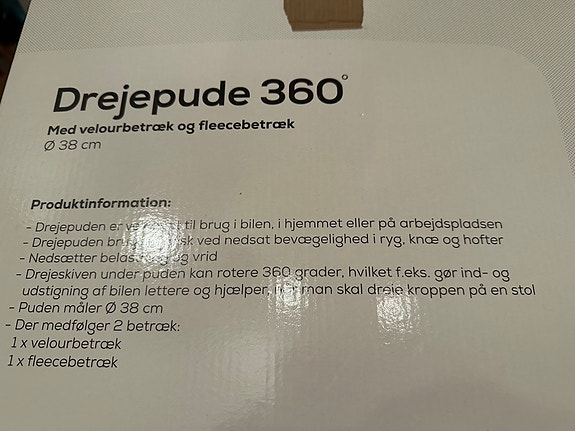 Drejepude 360°
Med velourbetræk og fleecebetræk
Ø 38 cm
Produktinformation:
- Drejepuden er til brug i bilen, i hjemmet eller på arbejdspladsen
- Drejepuden ved nedsat bevægelighed i ryg, knæ og hofter
- Nedsætter og vrid
- Drejeskiven under puden kan rotere 360 grader, hvilket f.eks. gør ind- og
udstigning af bilen lettere og hjælper, man skal dreje kroppen på en stol
- Puden måler Ø 38 cm
- Der medfølger 2 betræk:
1 x velourbetræk
1 x fleecebetræk